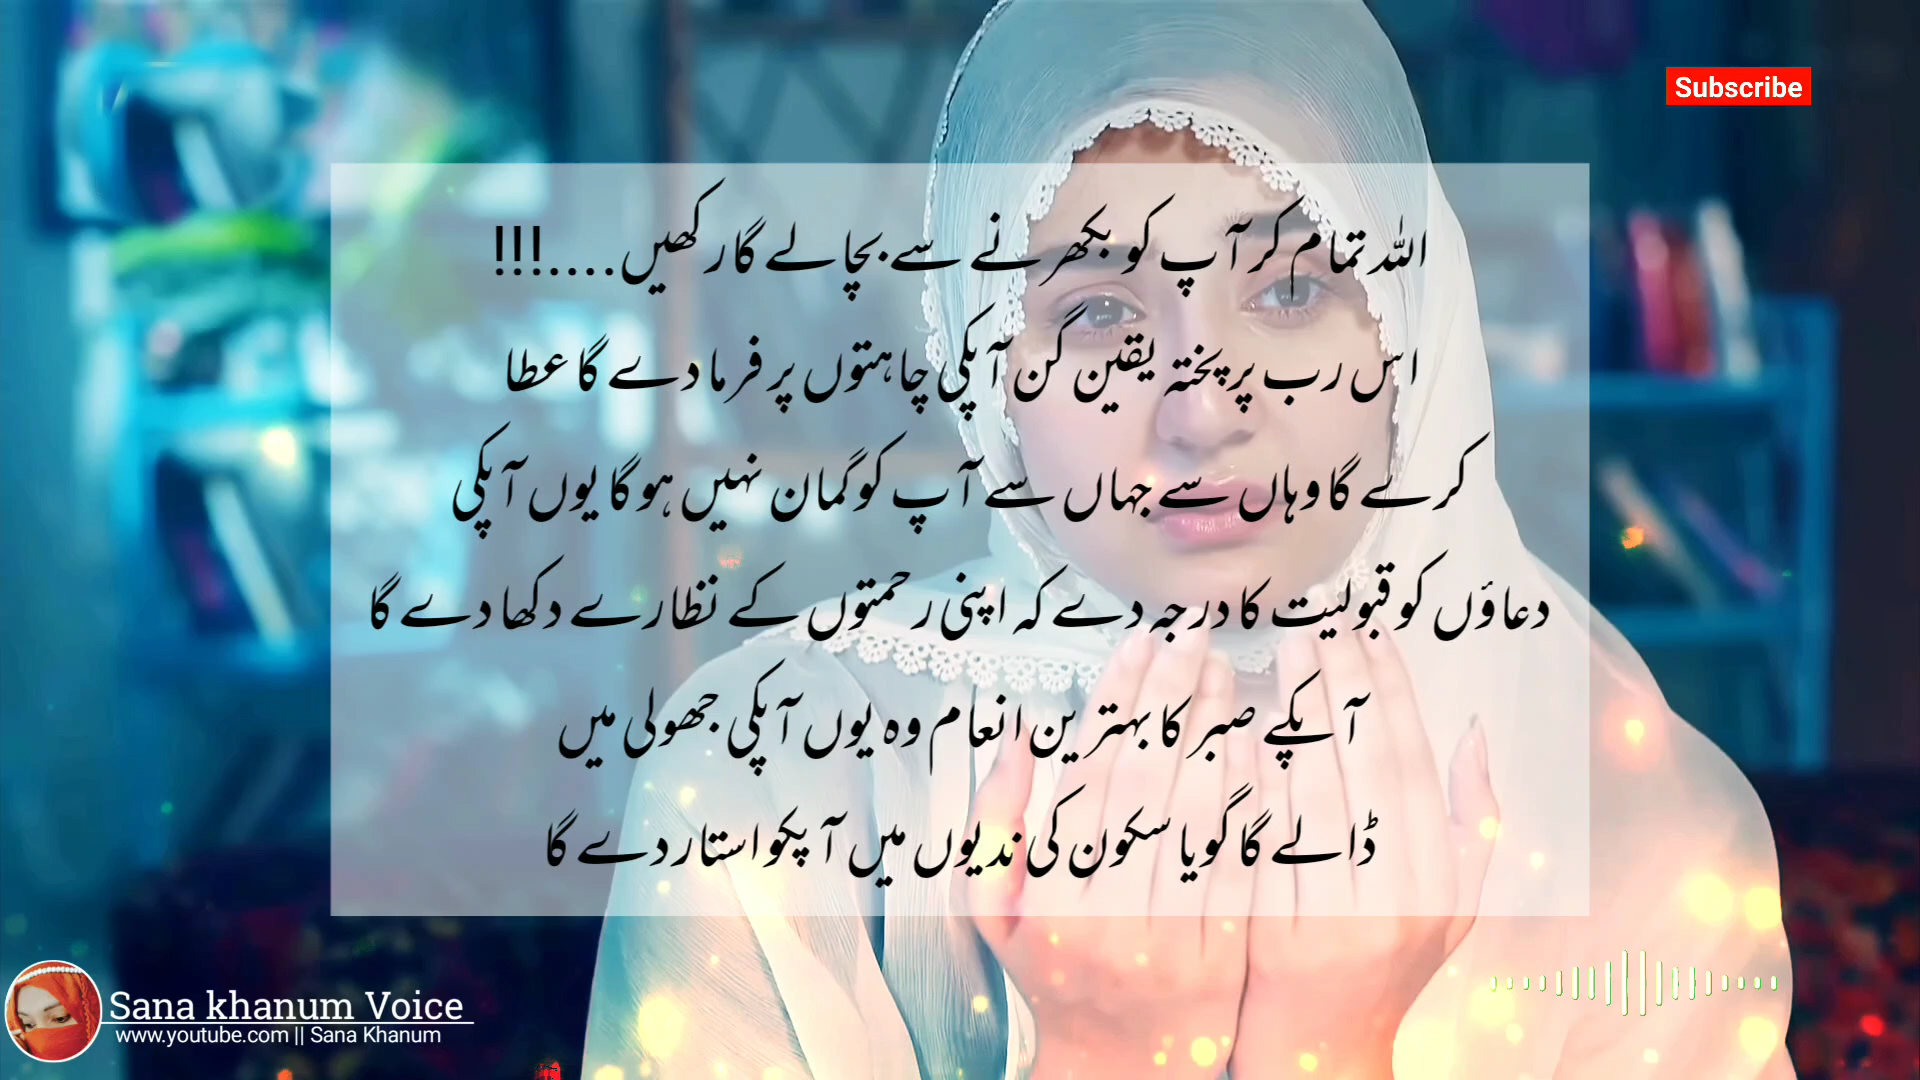 Subscribe
اللہ تمام کر آپ کو بکھرنے سے بچا لے گا رکھیں....!!!
اس رب پر پختہ یقین گن آپکی چاہتوں پر فرما دے گا عطا
کرے گا وہاں سے جہاں سے آپ کو گمان نہیں ہوگا یوں آپکی
دعاؤں کو قبولیت کا درجہ دے کہ اپنی رحمتوں کے نظارے دکھا دے گا
آپکے صبر کا بہترین انعام وہ یوں آپکی جھولی میں
ڈالے گا گویا سکون کی ندیوں میں آپکو استار دے گا
Sana khanum Voice
www.youtube.com || Sana Khanum